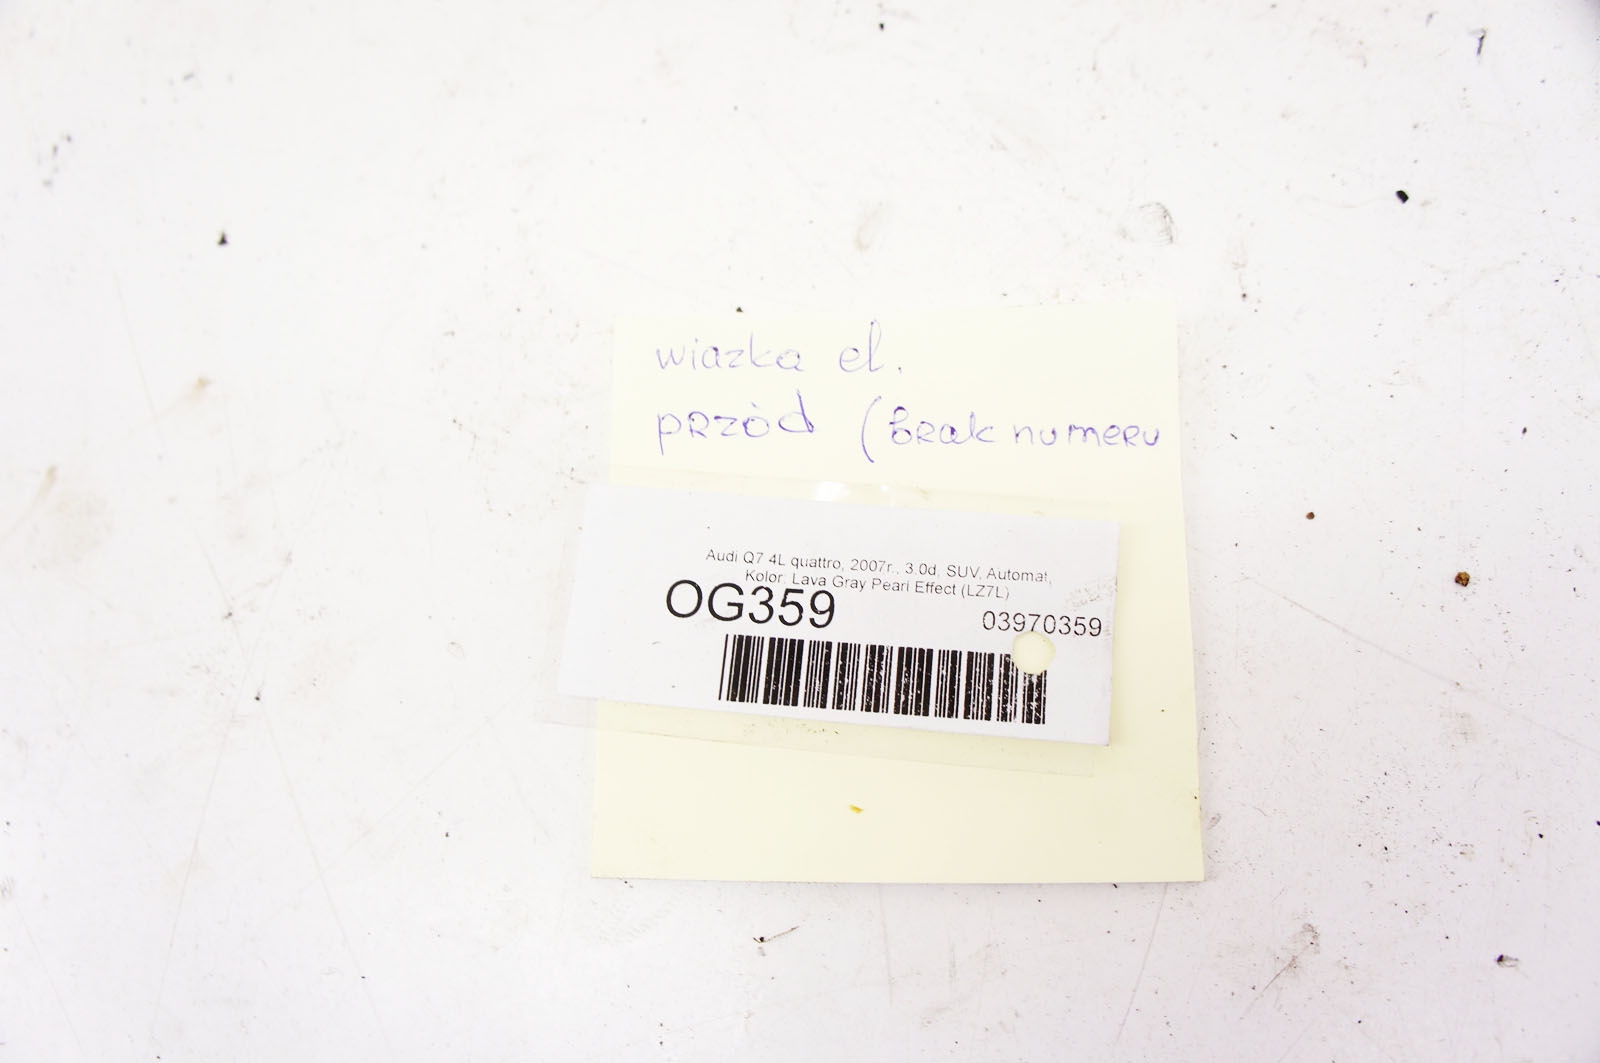 wiazka el.
przòd (brak numeru
Audi Q7 4L quattro, 2007r., 3.0d, SUV, Automat,
Kolor: Lava Gray Pearl Effect (LZ7L)
OG359
03970359